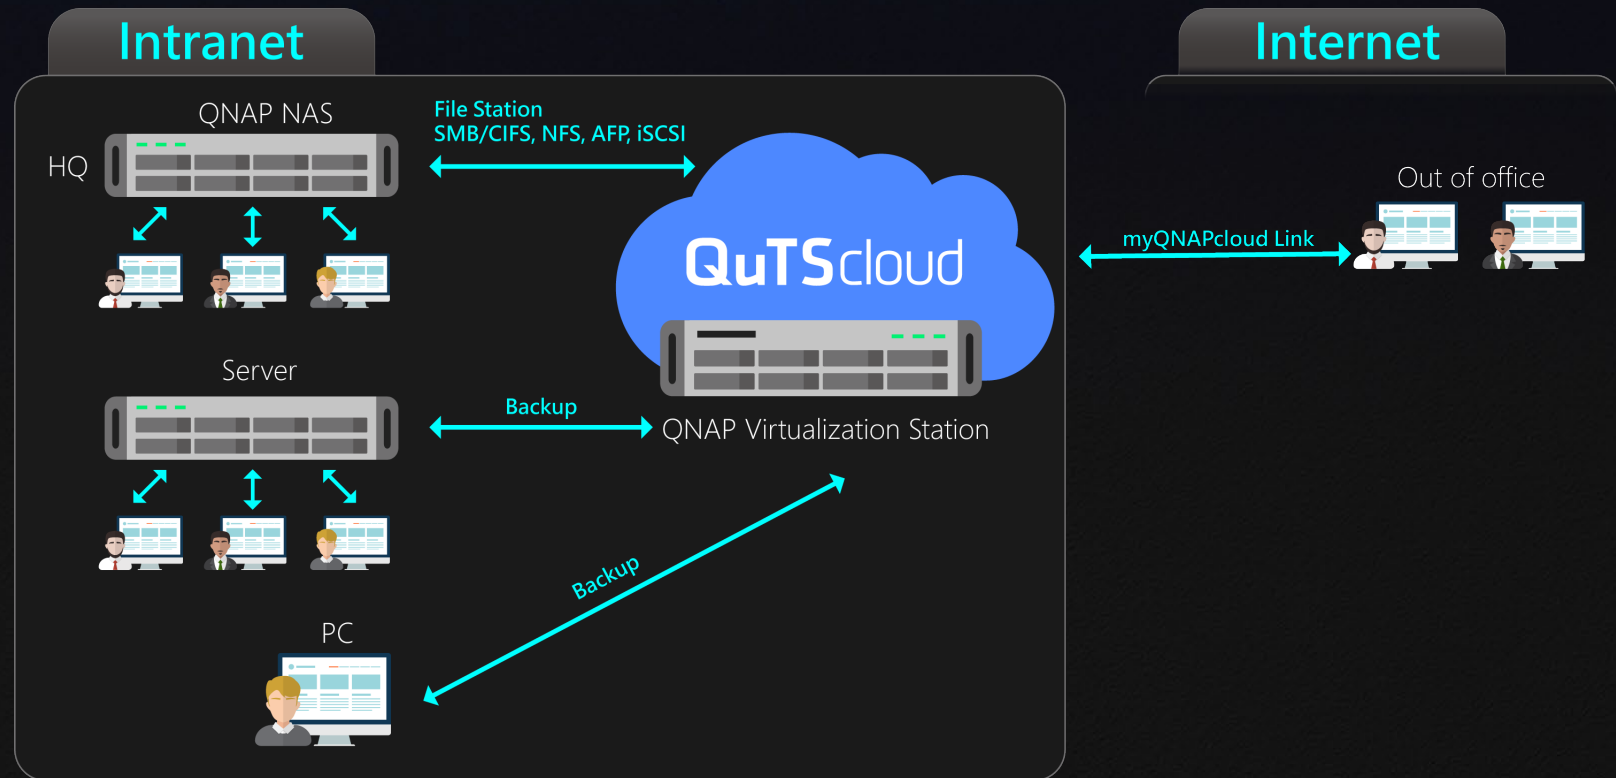 Intranet
Internet
QNAP NAS
HQ
File Station
SMB/CIFS, NFS, AFP, iSCSI
QuTScloud
Out of office
myQNAPcloud Link
Server
Backup
QNAP Virtualization Station
Backup
PC